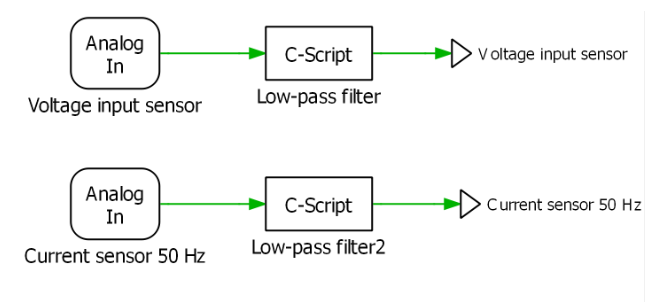 Analog
In
C-Script
Voltage input sensor
Voltage input sensor
Low-pass filter
Analog
In
C-Script
Current sensor 50 Hz
Current sensor 50 Hz
Low-pass filter2